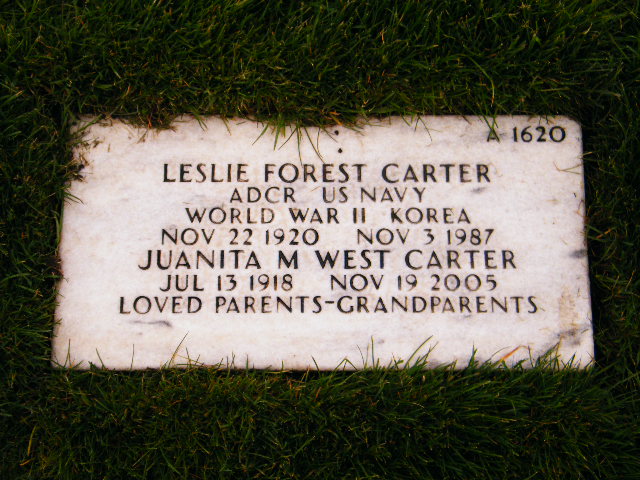 A 1620
LESLIE FOREST CARTER
ADCR US NAVY
WORLD WAR II KOREA
NOV 22 1920 NOV 3 1987
JUANITA M WEST CARTER
JUL 13 1918 NOV 19 2005
LOVED PARENTS-GRANDPARENTS